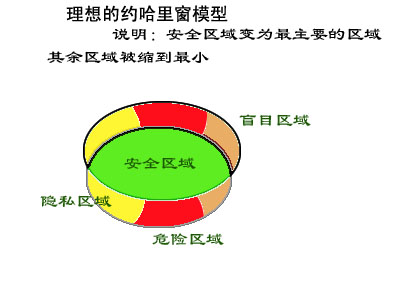 理想的约哈里窗模型
说明：安全区域变为最主要的区域
其余区域被缩到最小
盲目区域
安全区域
隐私区域
危险区域